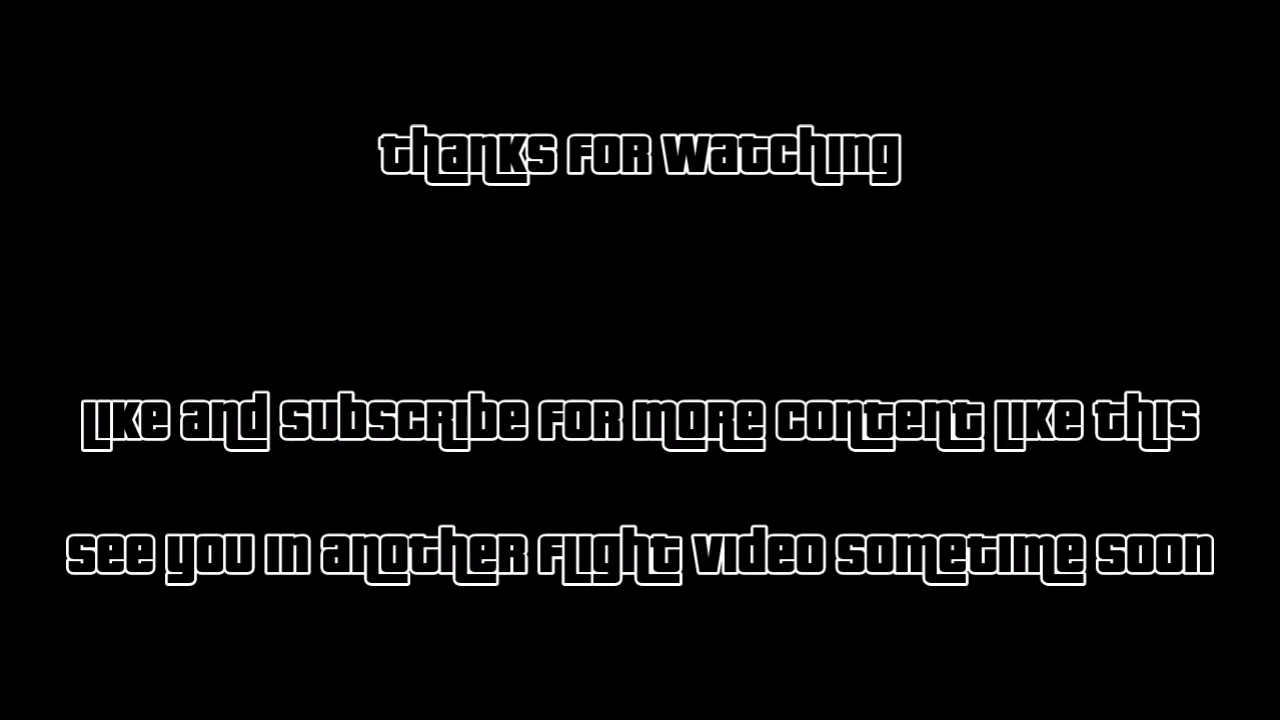 thanks for watching
like and subscribe for more content like this
see you in another flight video sometime soon